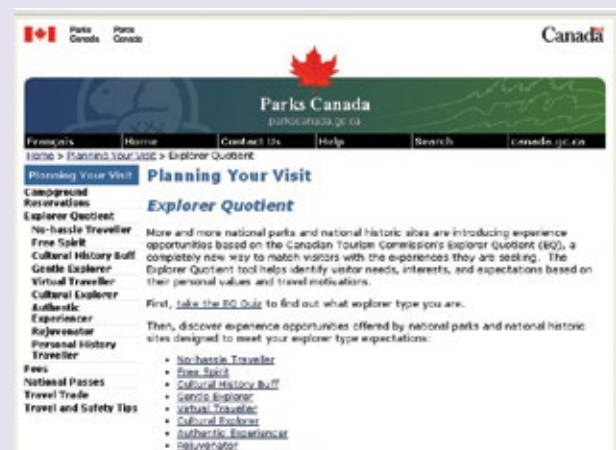 Parks Parcs
Canada Canada
Canada
Parks Canada
parkscanada.gc.ca
Français Home Contact Us Help Search canada.gc.ca
Home > Planning Your Visit > Explorer Quotient
Planning Your Visit
Campground
Reservations
Explorer Quotient
No-hassle Traveller
Free Spirit
Cultural History Buff
Gentle Explorer
Virtual Traveller
Cultural Explorer
Authentic
Experiencer
Rejuvenator
Personal History
Traveller
Fees
National Passes
Travel Trade
Travel and Safety Tips
Planning Your Visit
Explorer Quotient
More and more national parks and national historic sites are introducing experience
opportunities based on the Canadian Tourism Commission's Explorer Quotient (EQ), a
completely new way to match visitors with the experiences they are seeking. The
Explorer Quotient tool helps identify visitor needs, interests, and expectations based on
their personal values and travel motivations.
First, take the EQ Quiz to find out what explorer type you are.
Then, discover experience opportunities offered by national parks and national historic
sites designed to meet your explorer type expectations:
• No-hassle Traveller
• Free Spirit
• Cultural History Buff
• Gentle Explorer
• Virtual Traveller
• Cultural Explorer
• Authentic Experiencer
• Rejuvenator